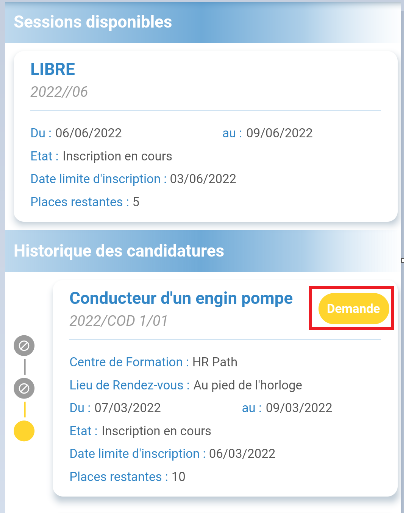 Sessions disponibles
LIBRE
2022//06
Du : 06/06/2022 au : 09/06/2022
Etat : Inscription en cours
Date limite d'inscription : 03/06/2022
Places restantes : 5
Historique des candidatures
Conducteur d'un engin pompe
Demande
2022/COD 1/01
Centre de Formation : HR Path
Lieu de Rendez-vous : Au pied de l'horloge
Du : 07/03/2022 au : 09/03/2022
Etat : Inscription en cours
Date limite d'inscription : 06/03/2022
Places restantes : 10